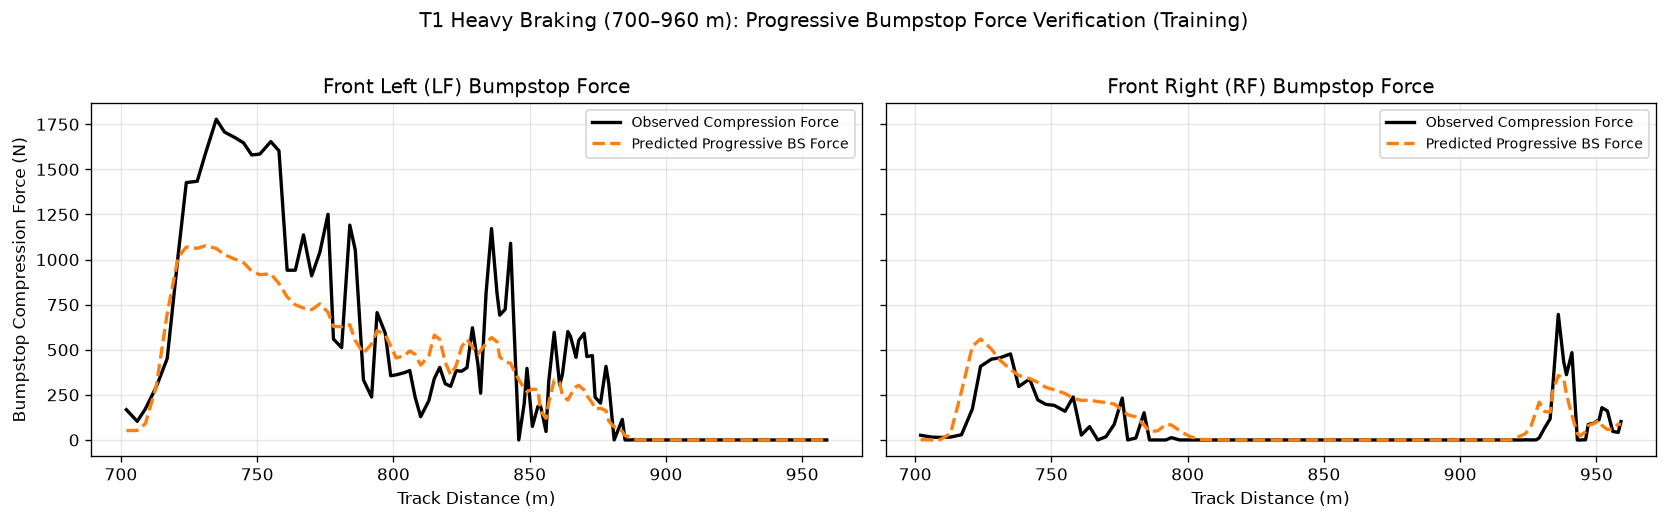 T1 Heavy Braking (700–960 m): Progressive Bumpstop Force Verification (Training)
Front Left (LF) Bumpstop Force
Bumpstop Compression Force (N)
1750
1500
1250
1000
750
500
250
0
Observed Compression Force
Predicted Progressive BS Force
700
750
800
850
900
950
Track Distance (m)
Front Right (RF) Bumpstop Force
Observed Compression Force
Predicted Progressive BS Force
700
750
800
850
900
950
Track Distance (m)